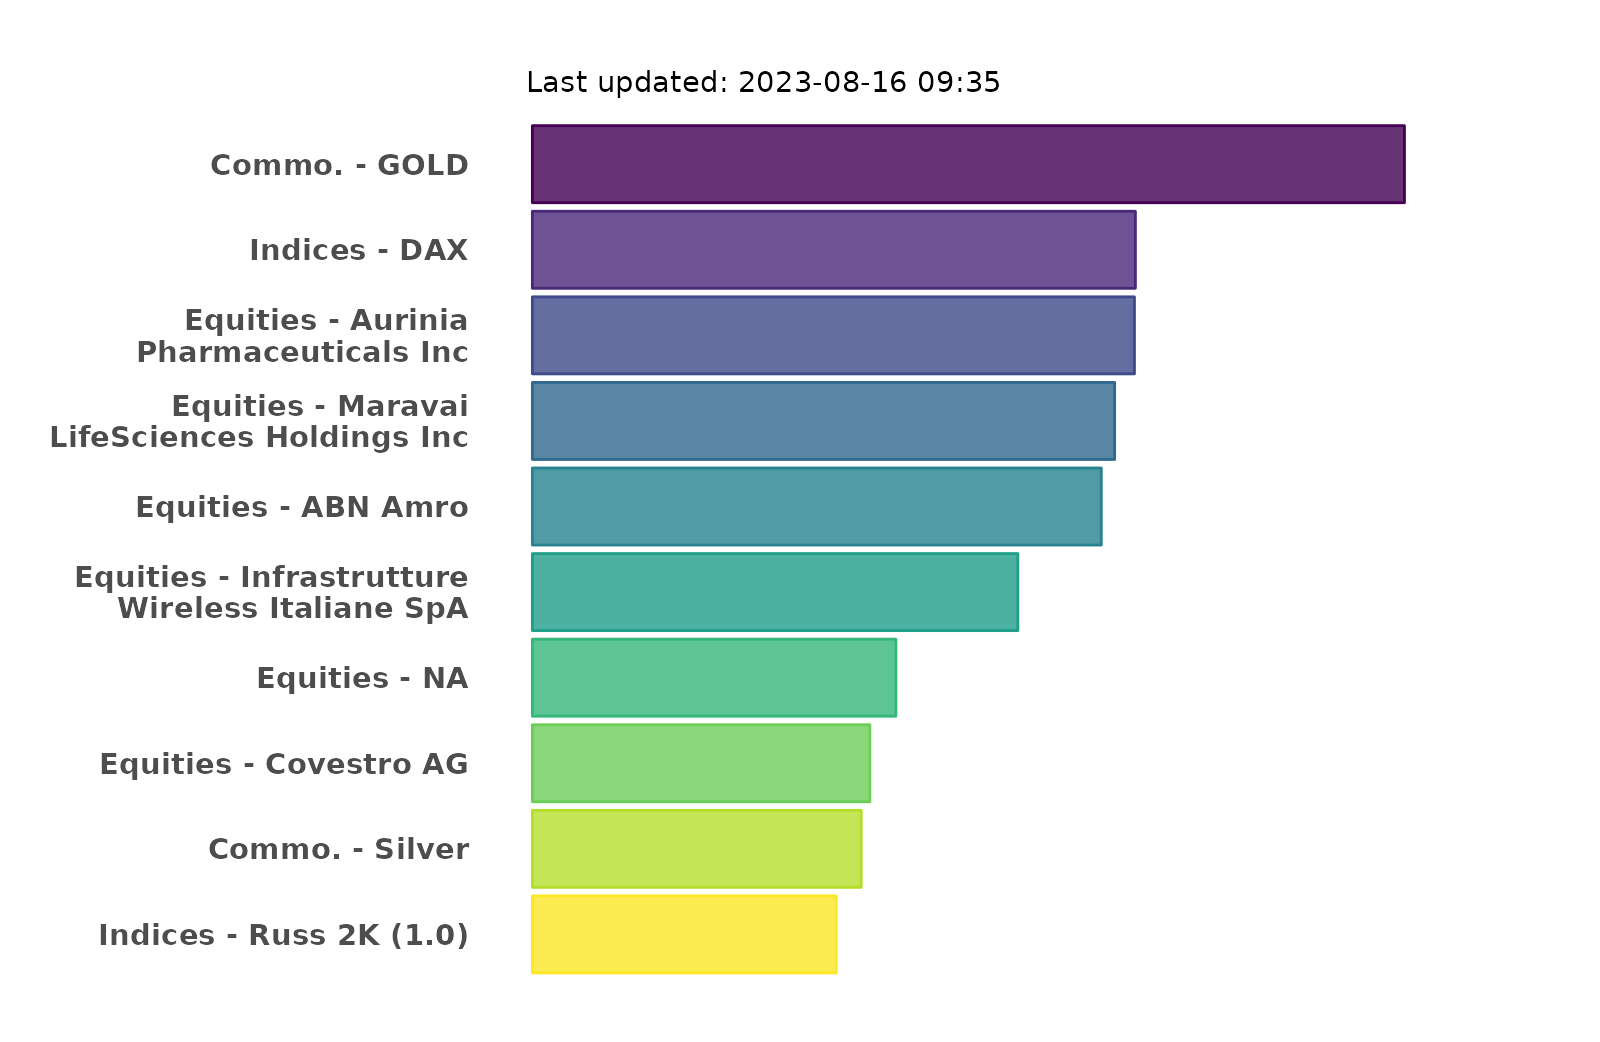 Last updated: 2023-08-16 09:35
Commo. - GOLD
Indices - DAX
Equities - Aurinia
Pharmaceuticals Inc
Equities - Maravai
LifeSciences Holdings Inc
Equities - ABN Amro
Equities - Infrastrutture
Wireless Italiane SpA
Equities - NA
Equities - Covestro AG
Commo. - Silver
Indices - Russ 2K (1.0)